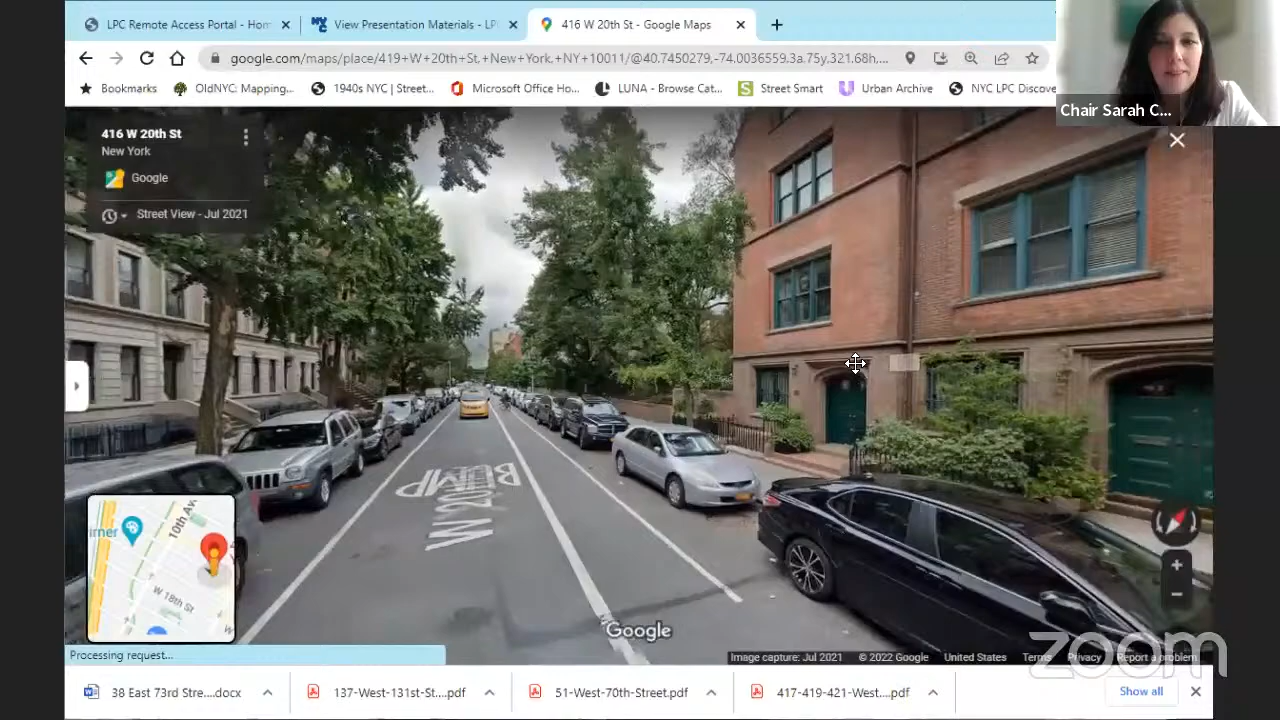 LPC Remote Access Portal - Hom
View Presentation Materials - LP
416 W 20th St - Google Maps
google.com/maps/place/419+W+20th+St,+New+York,+NY+10011/@40.7450279,-74.0036559,3a,75y,321.68h,...
Bookmarks
OldNYC: Mapping...
1940s NYC | Street...
Microsoft Office Ho...
LUNA - Browse Cat...
Street Smart
Urban Archive
NYC LPC Discove
Chair Sarah C...
416 W 20th St
New York
Google
Street View - Jul 2021
W 20
10th Av
W 18th St
Google
Processing request...
Image capture: Jul 2021 © 2022 Google United States Terms Privacy Report a problem
zoom
38 East 73rd Stre....docx
137-West-131st-St....pdf
51-West-70th-Street.pdf
417-419-421-West....pdf
Show all